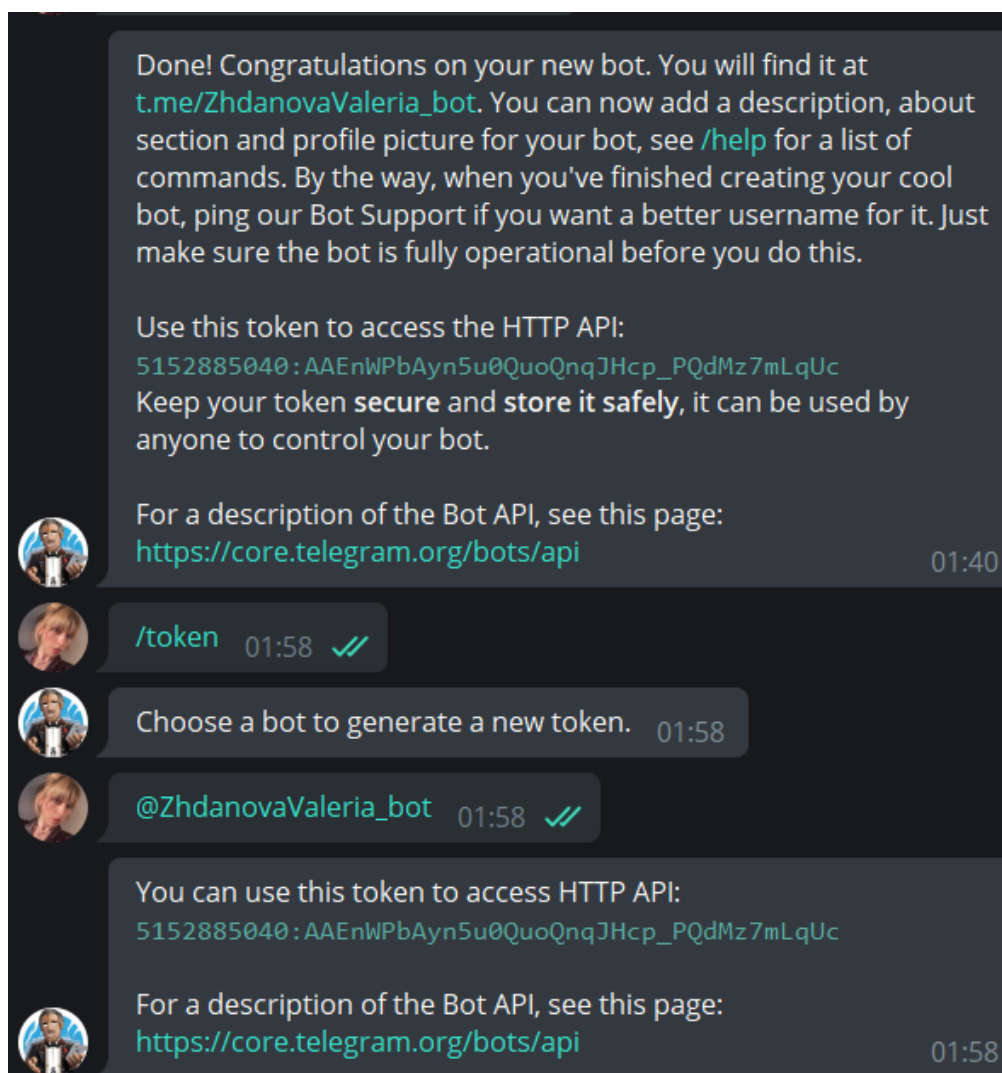 Done! Congratulations on your new bot. You will find it at
t.me/ZhdanovaValeria_bot. You can now add a description, about
section and profile picture for your bot, see /help for a list of
commands. By the way, when you've finished creating your cool
bot, ping our Bot Support if you want a better username for it. Just
make sure the bot is fully operational before you do this.
Use this token to access the HTTP API:
5152885040:AAEnWPbAyn5u0QuoQnqJHcp_PQdMz7mLqUc
Keep your token secure and store it safely, it can be used by
anyone to control your bot.
For a description of the Bot API, see this page:
https://core.telegram.org/bots/api
01:40
/token 01:58
Choose a bot to generate a new token. 01:58
@ZhdanovaValeria_bot 01:58
You can use this token to access HTTP API:
5152885040:AAEnWPbAyn5u0QuoQnqJHcp_PQdMz7mLqUc
For a description of the Bot API, see this page:
https://core.telegram.org/bots/api
01:58